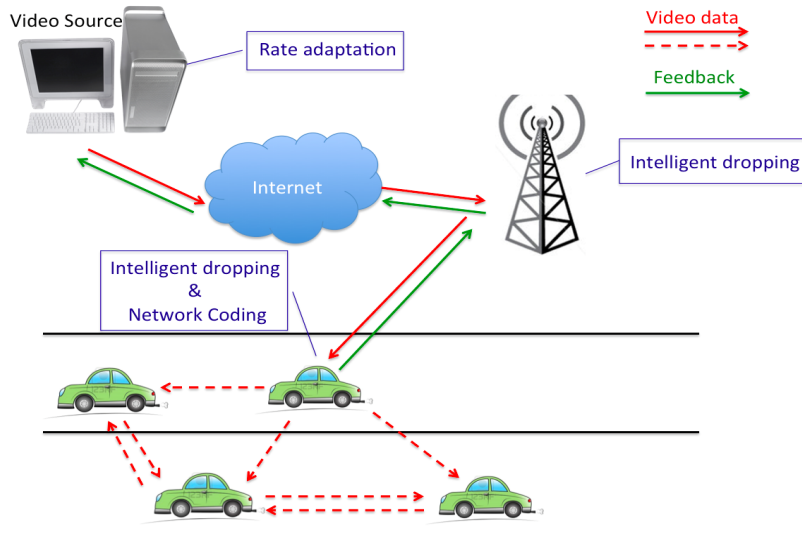 Video Source
Rate adaptation
Video data
Feedback
Internet
Intelligent dropping
Intelligent dropping
&
Network Coding